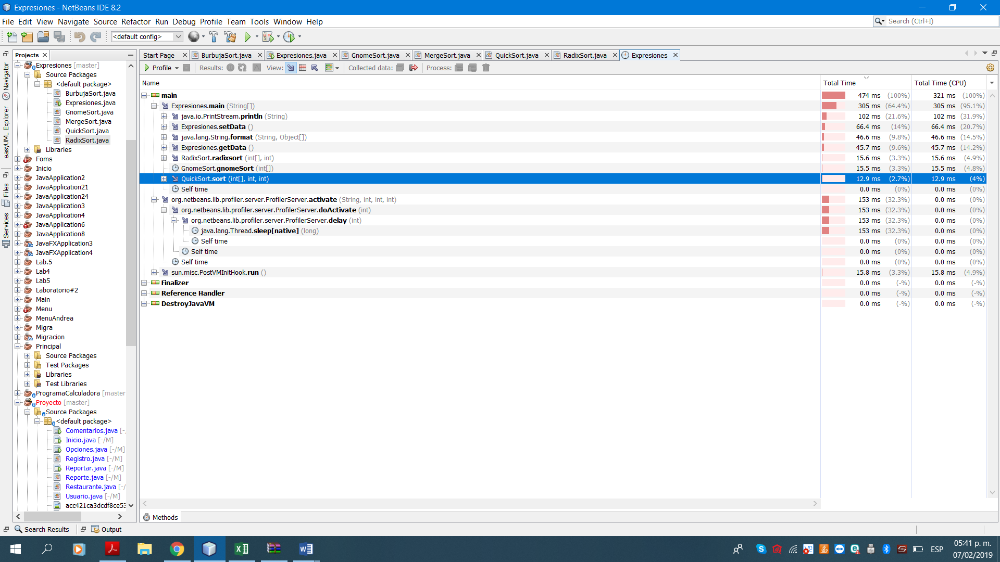 Expresiones - NetBeans IDE 8.2
File Edit View Navigate Source Refactor Run Debug Profile Team Tools Window Help
Search (Ctrl+I)
<default config>
Projects
Start Page
BurbujaSort.java
Expresiones.java
GnomeSort.java
MergeSort.java
QuickSort.java
RadixSort.java
Expresiones
Navigator
easyUML Explorer
Files
Services
Expresiones [master]
Source Packages
<default package>
BurbujaSort.java
Expresiones.java
GnomeSort.java
MergeSort.java
QuickSort.java
RadixSort.java
Libraries
Foms
Inicio
JavaApplication2
JavaApplication21
JavaApplication24
JavaApplication3
JavaApplication4
JavaApplication6
JavaApplication8
JavaFXApplication3
JavaFXApplication4
Lab.5
Lab4
Lab5
Laboratorio#2
Main
Menu
MenuAndrea
Migra
Migracion
Principal
Source Packages
Test Packages
Libraries
Test Libraries
ProgramaCalculadora [master
Proyecto [master]
Source Packages
<default package>
Comentarios.java [-/
Inicio.java [-/M]
Opciones.java [-/M]
Registro.java [-/M]
Reportar.java [-/M]
Reporte.java [-/M]
Restaurante.java [-/
Usuario.java [-/M]
acc421ca3dcdf8ce53
Profile Results: View: Collected data: Process:
Name Total Time Total Time (CPU)
main 474 ms (100%) 321 ms (100%)
Expresiones.main (String[]) 305 ms (64.4%) 305 ms (95.1%)
java.io.PrintStream.println (String) 102 ms (21.6%) 102 ms (31.9%)
Expresiones.setData () 66.4 ms (14%) 66.4 ms (20.7%)
java.lang.String.format (String, Object[]) 46.6 ms (9.8%) 46.6 ms (14.5%)
Expresiones.getData () 45.7 ms (9.6%) 45.7 ms (14.2%)
RadixSort.radixsort (int[], int) 15.6 ms (3.3%) 15.6 ms (4.9%)
GnomeSort.gnomeSort (int[]) 15.5 ms (3.3%) 15.5 ms (4.8%)
QuickSort.sort (int[], int, int) 12.9 ms (2.7%) 12.9 ms (4%)
Self time 0.0 ms (0%) 0.0 ms (0%)
org.netbeans.lib.profiler.server.ProfilerServer.activate (String, int, int, int) 153 ms (32.3%) 0.0 ms (0%)
org.netbeans.lib.profiler.server.ProfilerServer.doActivate (int) 153 ms (32.3%) 0.0 ms (0%)
org.netbeans.lib.profiler.server.ProfilerServer.delay (int) 153 ms (32.3%) 0.0 ms (0%)
java.lang.Thread.sleep[native] (long) 153 ms (32.3%) 0.0 ms (0%)
Self time 0.0 ms (0%) 0.0 ms (0%)
Self time 0.0 ms (0%) 0.0 ms (0%)
Self time 0.0 ms (0%) 0.0 ms (0%)
sun.misc.PostVMInitHook.run () 15.8 ms (3.3%) 15.8 ms (4.9%)
Finalizer 0.0 ms (-%) 0.0 ms (-%)
Reference Handler 0.0 ms (-%) 0.0 ms (-%)
DestroyJavaVM 0.0 ms (-%) 0.0 ms (-%)
Methods
Search Results
Output
ESP
05:41 p. m.
07/02/2019